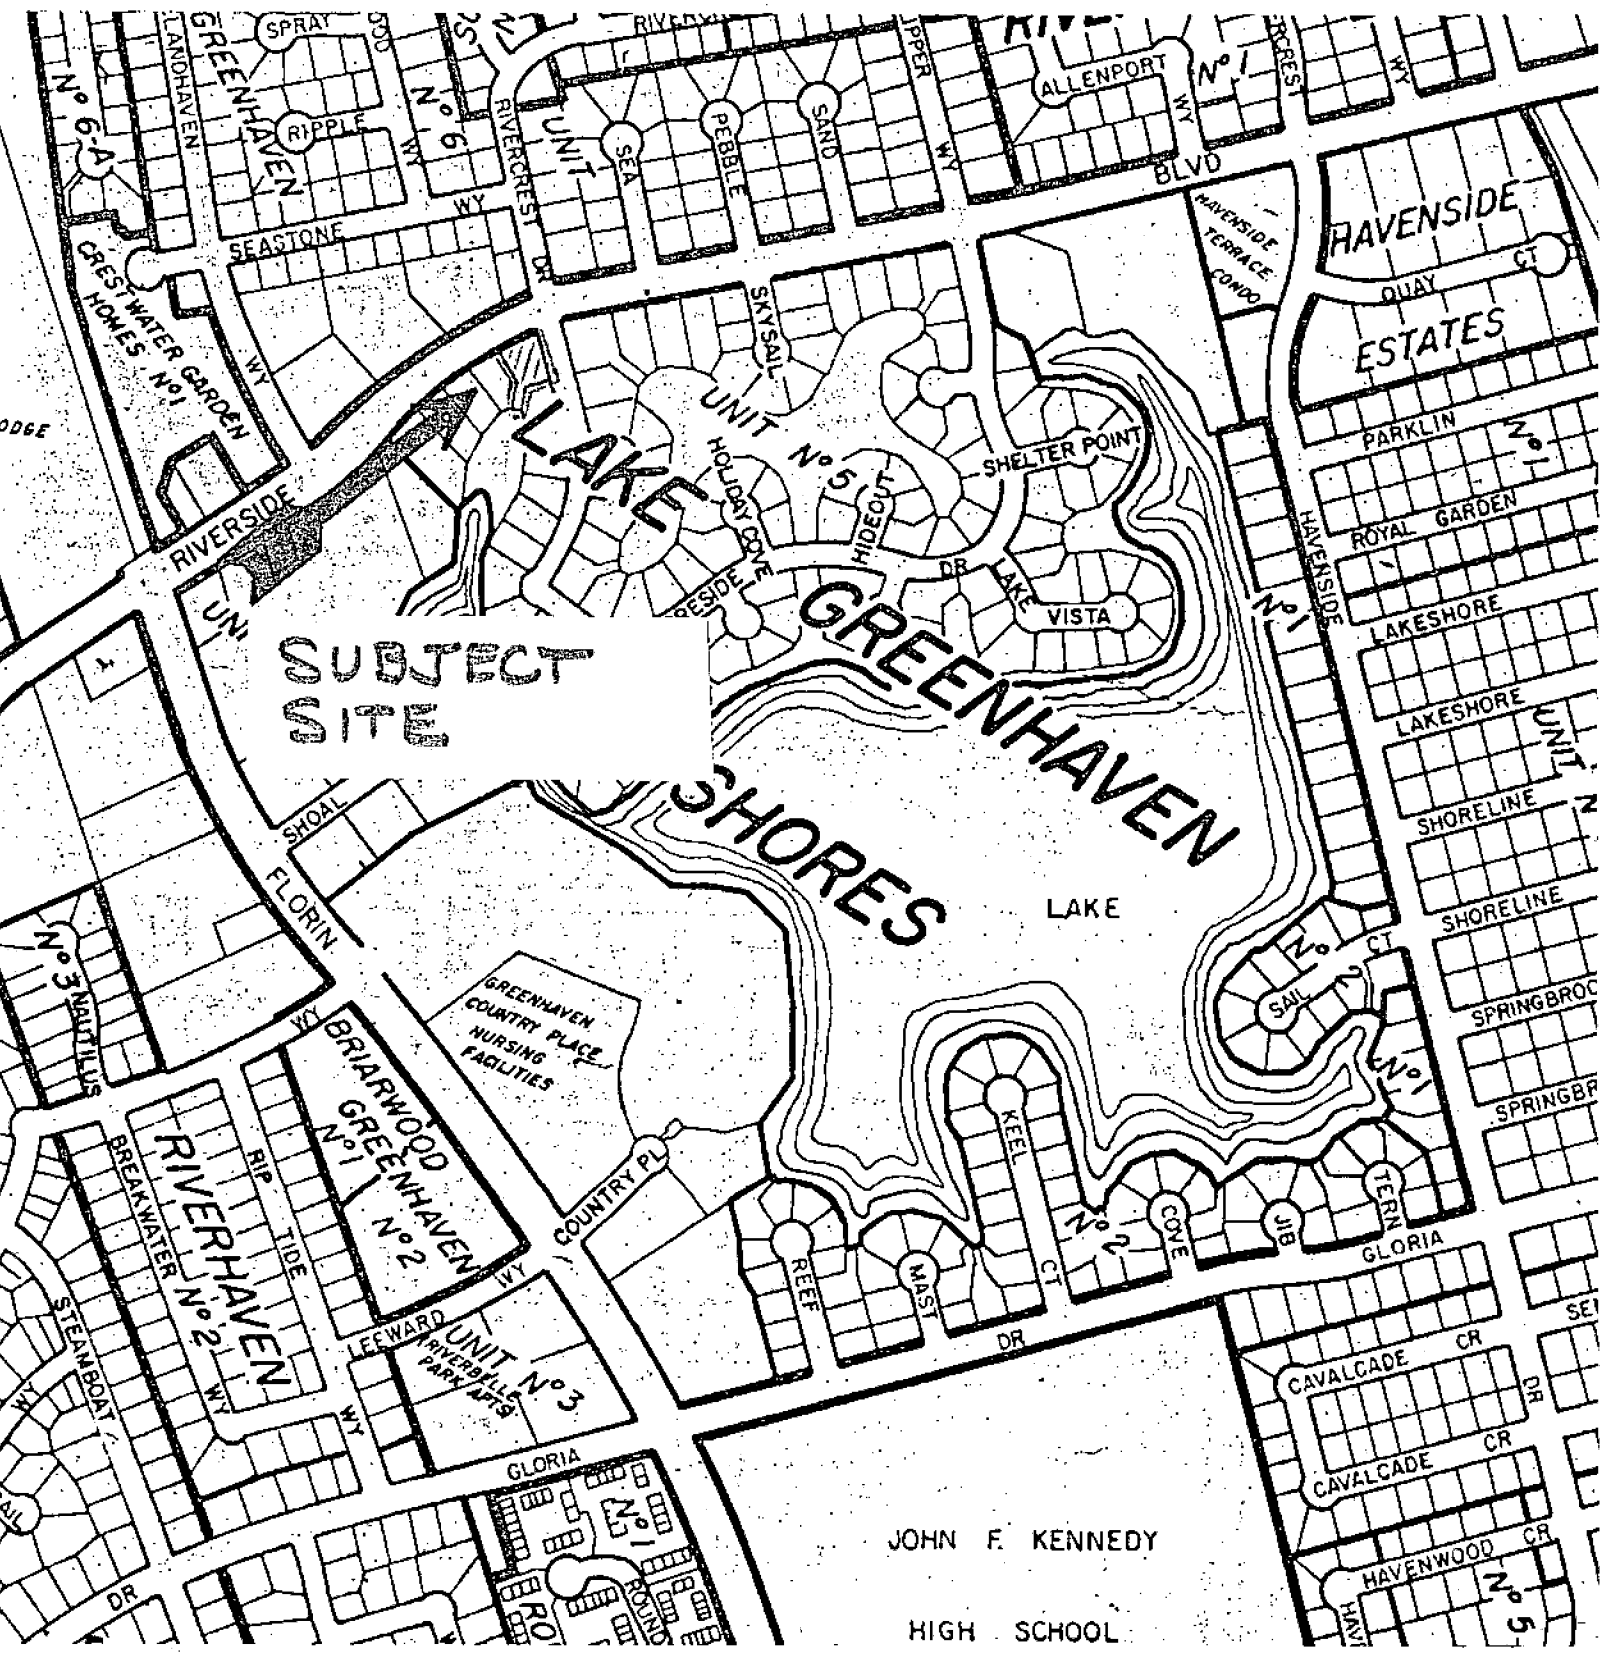 SPRAY
RIVER
ALLENPORT
Nº 1
WY
WY
Nº 6-A
LANDHAVEN
GREENHAVEN
RIPPLE
WY
Nº 6
RIVERCREST
UNIT
SEA
PEBBLE
SAND
WY
BLVD
WY
SEASTONE
DR
HAVENSIDE
TERRACE
CONDO
HAVENSIDE
QUAY
CT
ESTATES
CRESTWATER GARDEN
HOMES Nº 1
WY
SKYSAIL
LAKE
UNIT Nº 5
HOLIDAY COVE
HIDEOUT
SHELTER POINT
PARKLIN
Nº 1
ROYAL GARDEN
HAVENSIDE
RIVERSIDE
DR
LAKE
VISTA
LAKESHORE
Nº 1
SUBJECT
SITE
GREENHAVEN
LAKESHORE
UNIT
SHORES
SHORELINE
N
SHOAL
FLORIN
LAKE
SHORELINE
Nº 3
NAUTILUS
Nº 2
CT
SAIL
GREENHAVEN
COUNTRY PLACE
NURSING
FACILITIES
WY
BRIARWOOD
GREENHAVEN
Nº 1
Nº 2
Nº 1
KEEL
CT
RIVERHAVEN
Nº 2
BREAKWATER
WY
RIP TIDE
WY
COUNTRY PL
Nº 2
COVE
JIB
TERN
GLORIA
REEF
MAST
DR
STEAMBOAT
WY
LEEWARD
WY
UNIT Nº 3
RIVERBELLE
PARK APTS
CAVALCADE CR
DR
CAVALCADE CR
GLORIA
Nº 1
ROUND
JOHN F. KENNEDY
HIGH SCHOOL
HAVENWOOD CR
Nº 5
DR